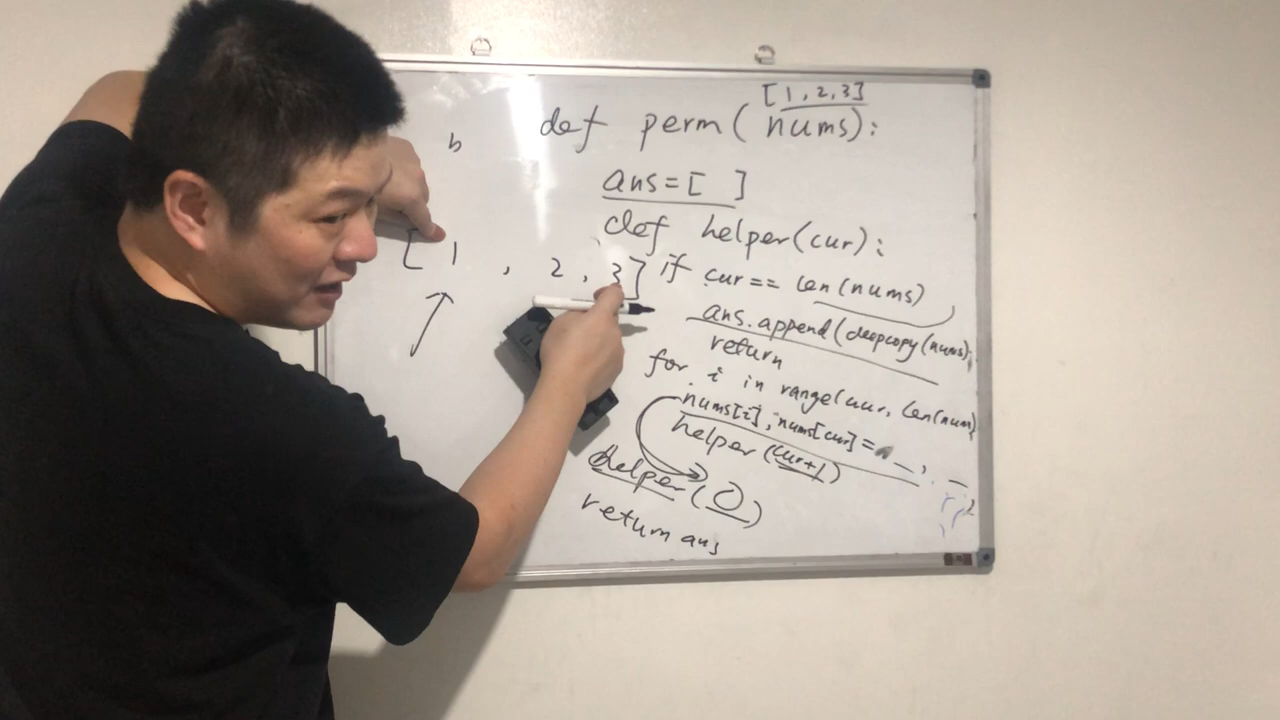 [1,2,3]
def perm(nums):
b
ans=[ ]
def helper(cur):
[1, 2, 3]
if cur== len(nums)
ans.append(deepcopy(nums)
return
for i in range(cur, len(num)
nums[i], nums[cur]= _, _
helper(cur+1)
helper(0)
return ans